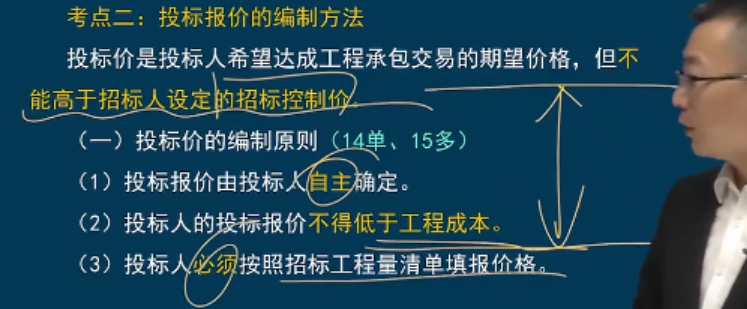 考点二：投标报价的编制方法
投标价是投标人希望达成工程承包交易的期望价格，但不
能高于招标人设定的招标控制价。
（一）投标价的编制原则（14单、15多）
（1）投标报价由投标人自主确定。
（2）投标人的投标报价不得低于工程成本。
（3）投标人必须按照招标工程量清单填报价格。